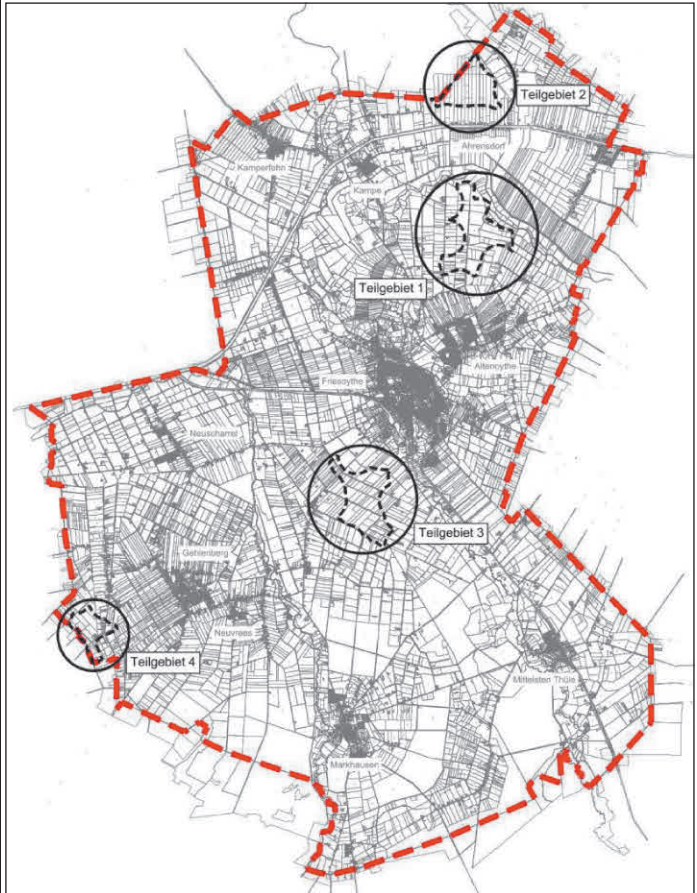 Teilgebiet 2
Ahrensdorf
Kamperfehn
Kampe
Teilgebiet 1
Altenoythe
Friesoythe
Neuscharrel
Teilgebiet 3
Gehlenberg
Neuvrees
Teilgebiet 4
Mittelsten Thüle
Markhausen